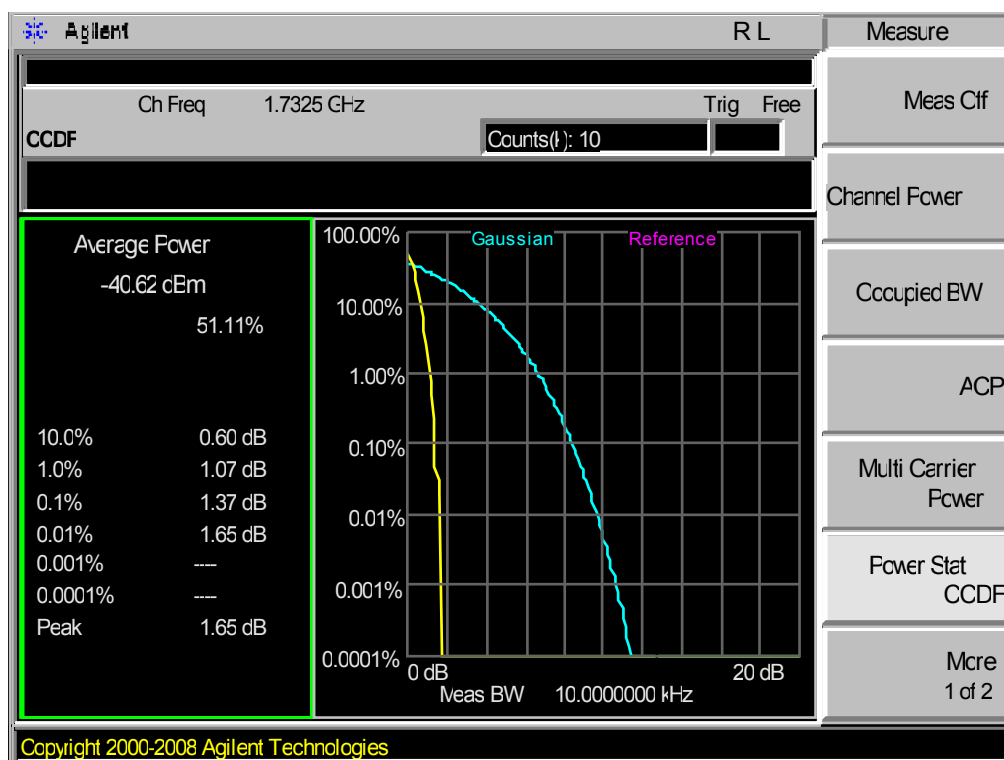 Agilent
R L
Measure
Ch Freq 1.7325 GHz Trig Free
CCDF
Counts(k): 10
Meas Off
Channel Power
Occupied BW
ACP
Multi Carrier
Power
Power Stat
CCDF
More
1 of 2
Average Power
-40.62 dBm
51.11%
10.0% 0.60 dB
1.0% 1.07 dB
0.1% 1.37 dB
0.01% 1.65 dB
0.001% ----
0.0001% ----
Peak 1.65 dB
Gaussian Reference
100.00%
10.00%
1.00%
0.10%
0.01%
0.001%
0.0001%
0 dB 20 dB
Meas BW 10.0000000 kHz
Copyright 2000-2008 Agilent Technologies